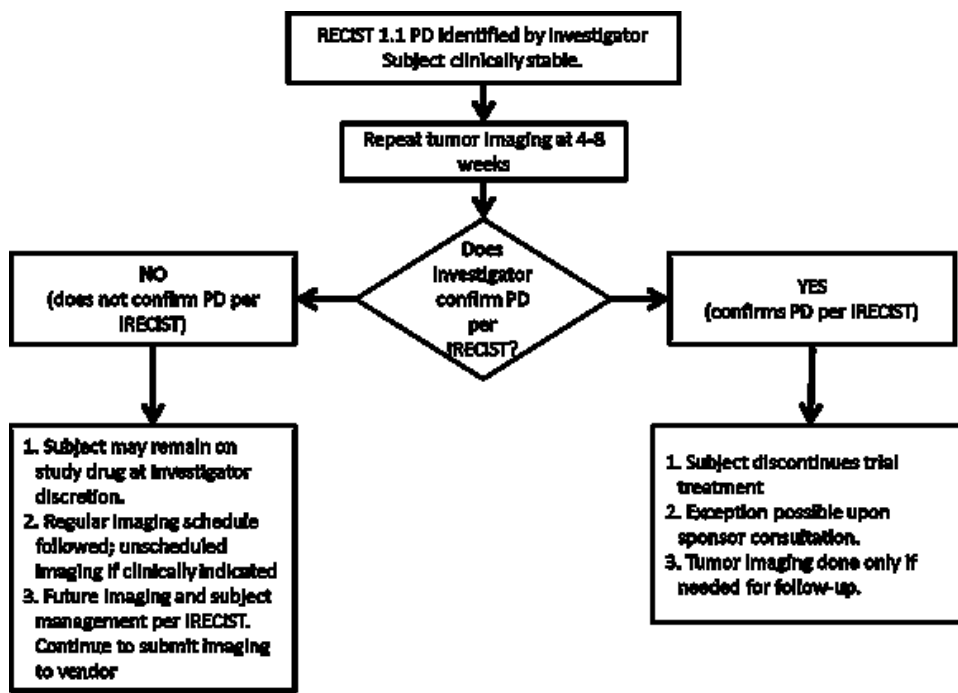 RECIST 1.1 PD identified by Investigator
Subject clinically stable.
Repeat tumor imaging at 4-8
weeks
Does
investigator
confirm PD
per
iRECIST?
NO
(does not confirm PD per
iRECIST)
YES
(confirms PD per iRECIST)
1. Subject may remain on
study drug at investigator
discretion.
2. Regular imaging schedule
followed; unscheduled
imaging if clinically indicated
3. Future imaging and subject
management per iRECIST.
Continue to submit imaging
to vendor
1. Subject discontinues trial
treatment
2. Exception possible upon
sponsor consultation.
3. Tumor imaging done only if
needed for follow-up.